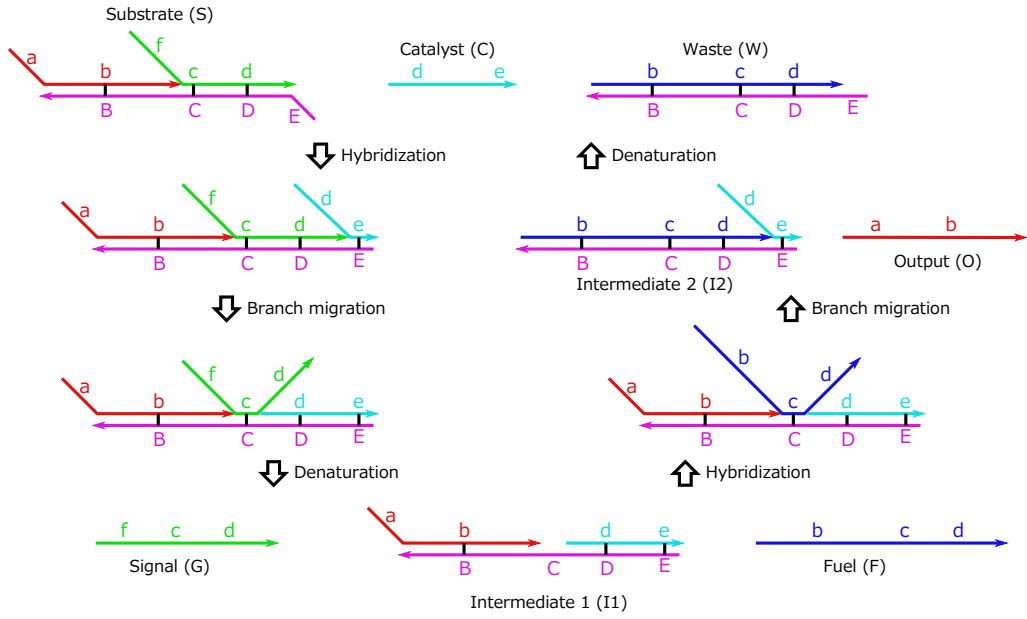 Substrate (S)
Catalyst (C)
Waste (W)
a b f c d
B C D E
d e
b c d
B C D E
Hybridization
Denaturation
a b f c d d e
B C D E
b c d d e
B C D E
Intermediate 2 (I2)
a b
Output (O)
Branch migration
Branch migration
a b f c d d e
B C D E
a b b c d d e
B C D E
Denaturation
Hybridization
f c d
Signal (G)
a b d e
B C D E
Intermediate 1 (I1)
b c d
Fuel (F)